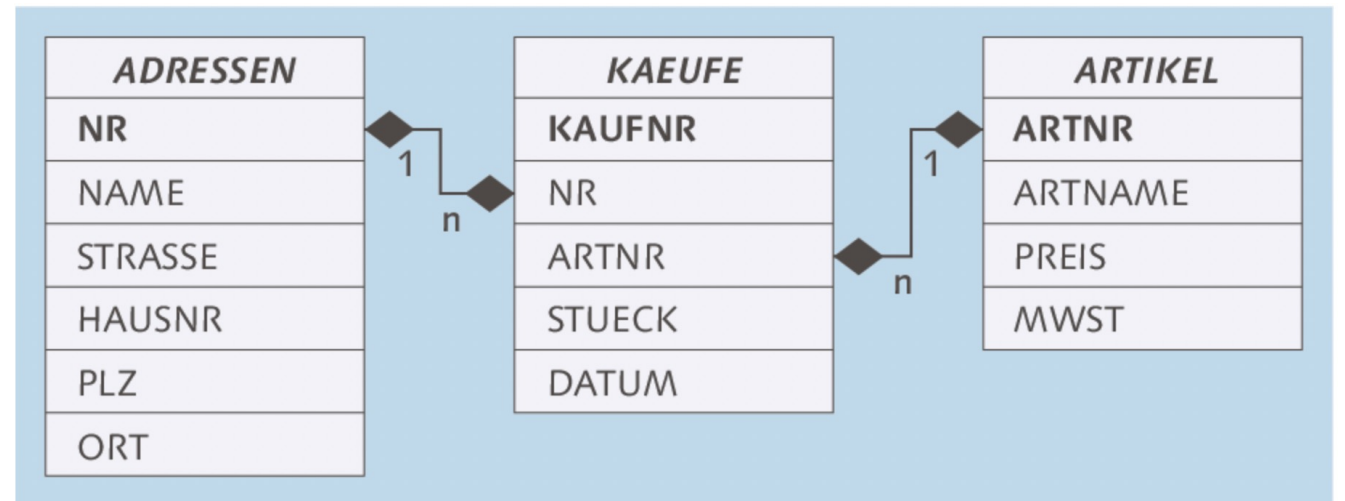 ADRESSEN
NR
NAME
STRASSE
HAUSNR
PLZ
ORT
1
n
KAEUFE
KAUFNR
NR
ARTNR
STUECK
DATUM
1
n
ARTIKEL
ARTNR
ARTNAME
PREIS
MWST